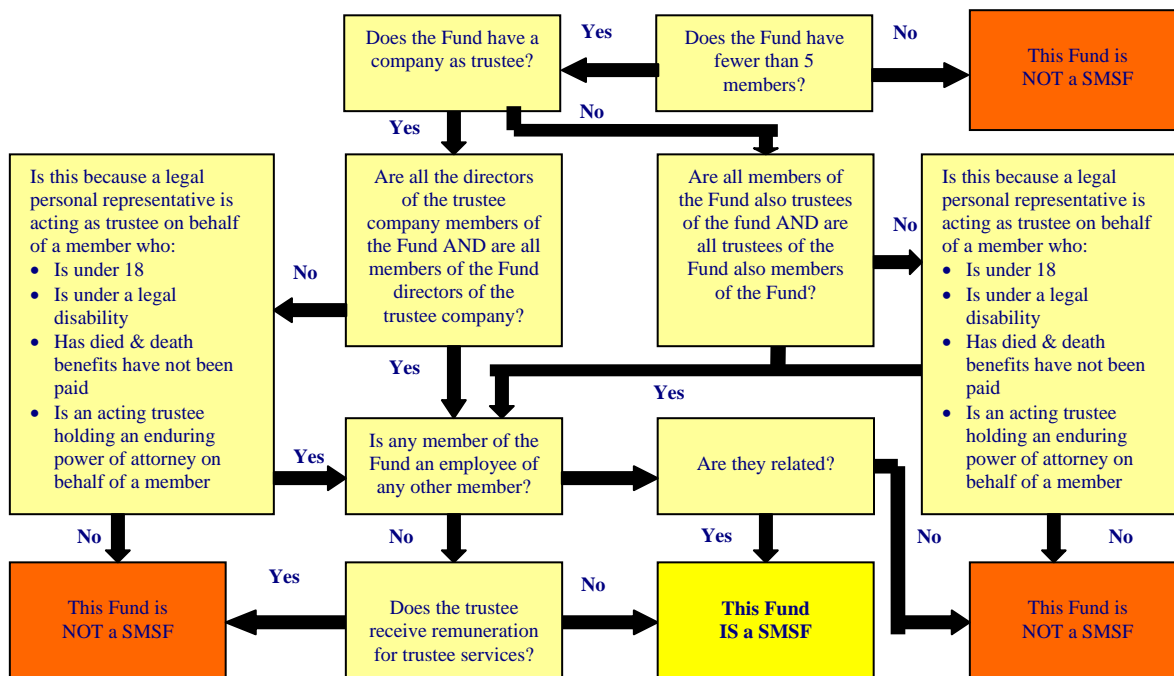 Does the Fund have a
company as trustee?
Yes
Does the Fund have
fewer than 5
members?
No
This Fund is
NOT a SMSF
Yes
No
Is this because a legal
personal representative is
acting as trustee on behalf
of a member who:
• Is under 18
• Is under a legal
disability
• Has died & death
benefits have not been
paid
• Is an acting trustee
holding an enduring
power of attorney on
behalf of a member
No
Are all the directors
of the trustee
company members of
the Fund AND are all
members of the Fund
directors of the
trustee company?
Are all members of
the Fund also trustees
of the fund AND are
all trustees of the
Fund also members
of the Fund?
No
Is this because a legal
personal representative is
acting as trustee on behalf
of a member who:
• Is under 18
• Is under a legal
disability
• Has died & death
benefits have not been
paid
• Is an acting trustee
holding an enduring
power of attorney on
behalf of a member
Yes
Yes
Yes
Is any member of the
Fund an employee of
any other member?
Are they related?
No
No
Yes
No
No
This Fund is
NOT a SMSF
Yes
Does the trustee
receive remuneration
for trustee services?
No
This Fund
IS a SMSF
This Fund is
NOT a SMSF